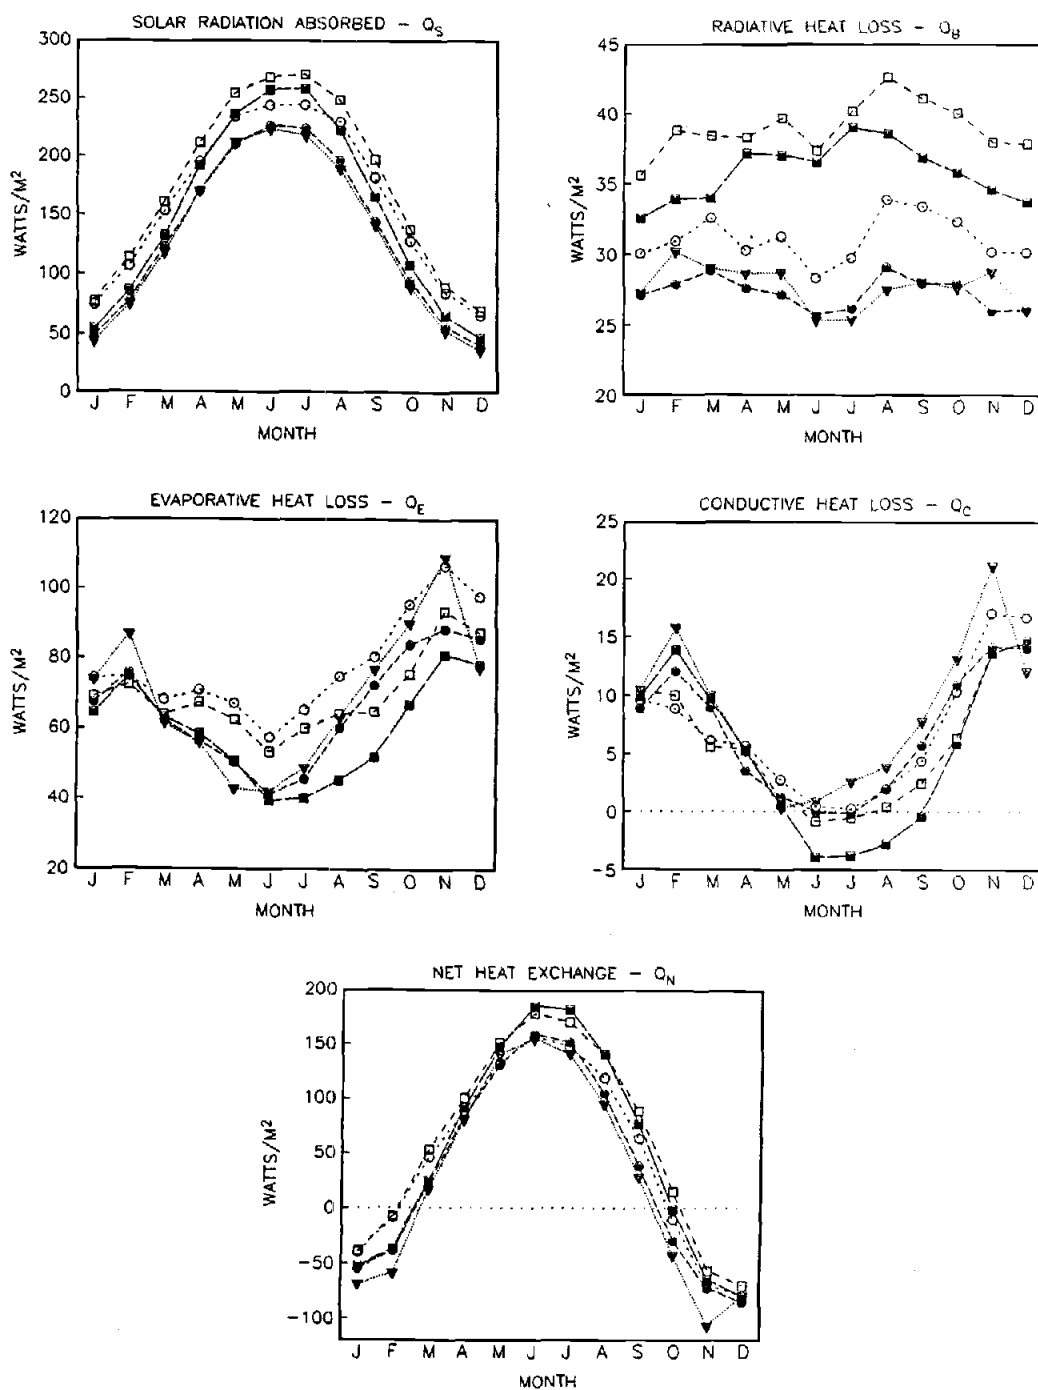 SOLAR RADIATION ABSORBED – QS
300
250
200
150
100
50
0
WATTS/M2
J F M A M J J A S O N D
MONTH
RADIATIVE HEAT LOSS – QB
45
40
35
30
25
20
WATTS/M2
J F M A M J J A S O N D
MONTH
EVAPORATIVE HEAT LOSS – QE
120
100
80
60
40
20
WATTS/M2
J F M A M J J A S O N D
MONTH
CONDUCTIVE HEAT LOSS – QC
25
20
15
10
5
0
−5
WATTS/M2
J F M A M J J A S O N D
MONTH
NET HEAT EXCHANGE – QN
200
150
100
50
0
−50
−100
WATTS/M2
J F M A M J J A S O N D
MONTH